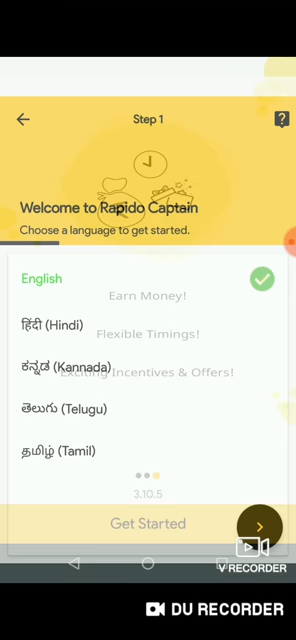 Step 1
Welcome to Rapido Captain
Choose a language to get started.
English
Earn Money!
हिंदी (Hindi)
Flexible Timings!
ಕನ್ನಡ (Kannada)
Exciting Incentives & Offers!
తెలుగు (Telugu)
தமிழ் (Tamil)
3.10.5
Get Started
V RECORDER
DU RECORDER